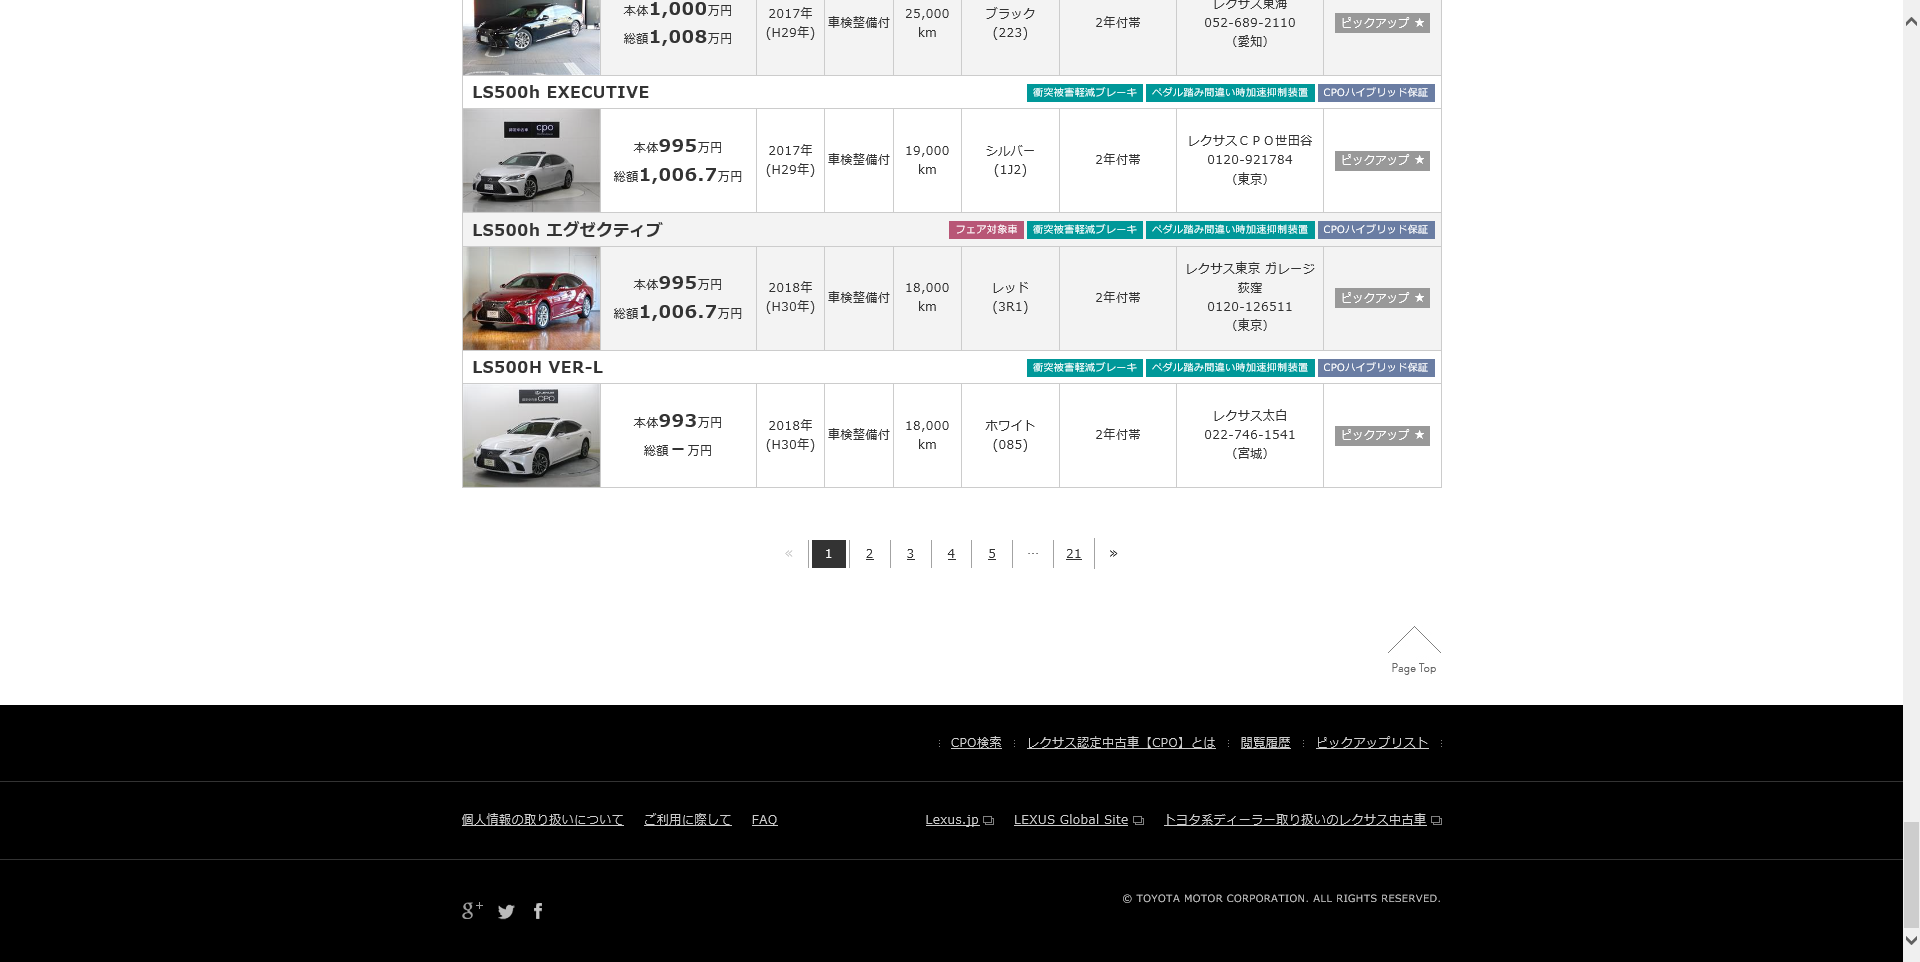 本体1,000万円
総額1,008万円
2017年
(H29年)
車検整備付
25,000
km
ブラック
(223)
2年付帯
レクサス東海
052-689-2110
（愛知）
ピックアップ ★
LS500h EXECUTIVE
衝突被害軽減ブレーキ ペダル踏み間違い時加速抑制装置 CPOハイブリッド保証
cpo
本体995万円
総額1,006.7万円
2017年
(H29年)
車検整備付
19,000
km
シルバー
(1J2)
2年付帯
レクサスＣＰＯ世田谷
0120-921784
（東京）
ピックアップ ★
LS500h エグゼクティブ
フェア対象車 衝突被害軽減ブレーキ ペダル踏み間違い時加速抑制装置 CPOハイブリッド保証
本体995万円
総額1,006.7万円
2018年
(H30年)
車検整備付
18,000
km
レッド
(3R1)
2年付帯
レクサス東京 ガレージ
荻窪
0120-126511
（東京）
ピックアップ ★
LS500H VER-L
衝突被害軽減ブレーキ ペダル踏み間違い時加速抑制装置 CPOハイブリッド保証
CPO
本体993万円
総額 ー 万円
2018年
(H30年)
車検整備付
18,000
km
ホワイト
(085)
2年付帯
レクサス太白
022-746-1541
（宮城）
ピックアップ ★
« 1 2 3 4 5 … 21 »
Page Top
CPO検索 レクサス認定中古車【CPO】とは 閲覧履歴 ピックアップリスト
個人情報の取り扱いについて ご利用に際して FAQ Lexus.jp LEXUS Global Site トヨタ系ディーラー取り扱いのレクサス中古車
g+ f
© TOYOTA MOTOR CORPORATION. ALL RIGHTS RESERVED.